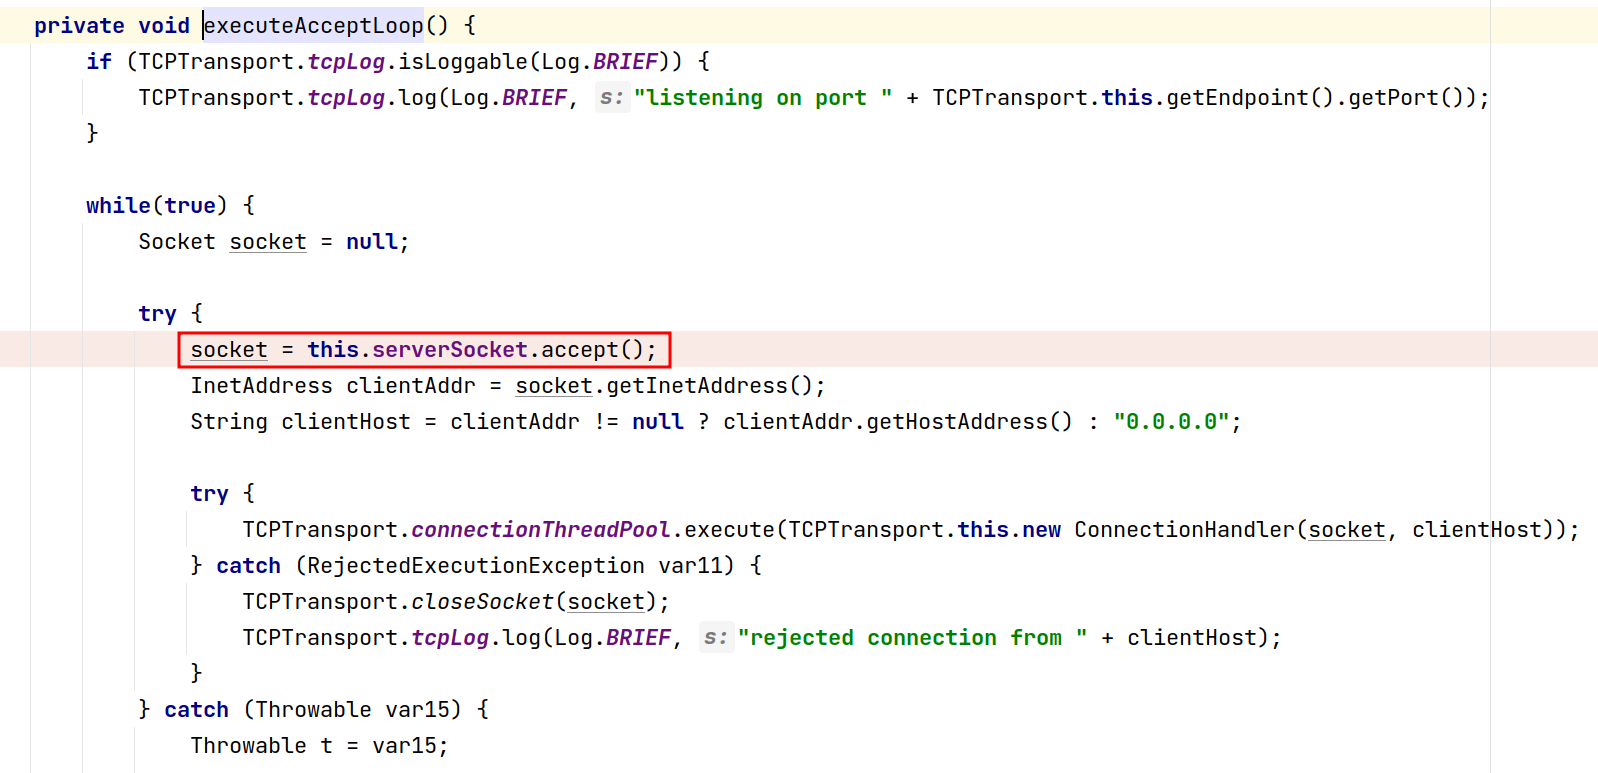 private void executeAcceptLoop() {
if (TCPTransport.tcpLog.isLoggable(Log.BRIEF)) {
TCPTransport.tcpLog.log(Log.BRIEF, s: "listening on port " + TCPTransport.this.getEndpoint().getPort());
}
while(true) {
Socket socket = null;
try {
socket = this.serverSocket.accept();
InetAddress clientAddr = socket.getInetAddress();
String clientHost = clientAddr != null ? clientAddr.getHostAddress() : "0.0.0.0";
try {
TCPTransport.connectionThreadPool.execute(TCPTransport.this.new ConnectionHandler(socket, clientHost));
} catch (RejectedExecutionException var11) {
TCPTransport.closeSocket(socket);
TCPTransport.tcpLog.log(Log.BRIEF, s: "rejected connection from " + clientHost);
}
} catch (Throwable var15) {
Throwable t = var15;